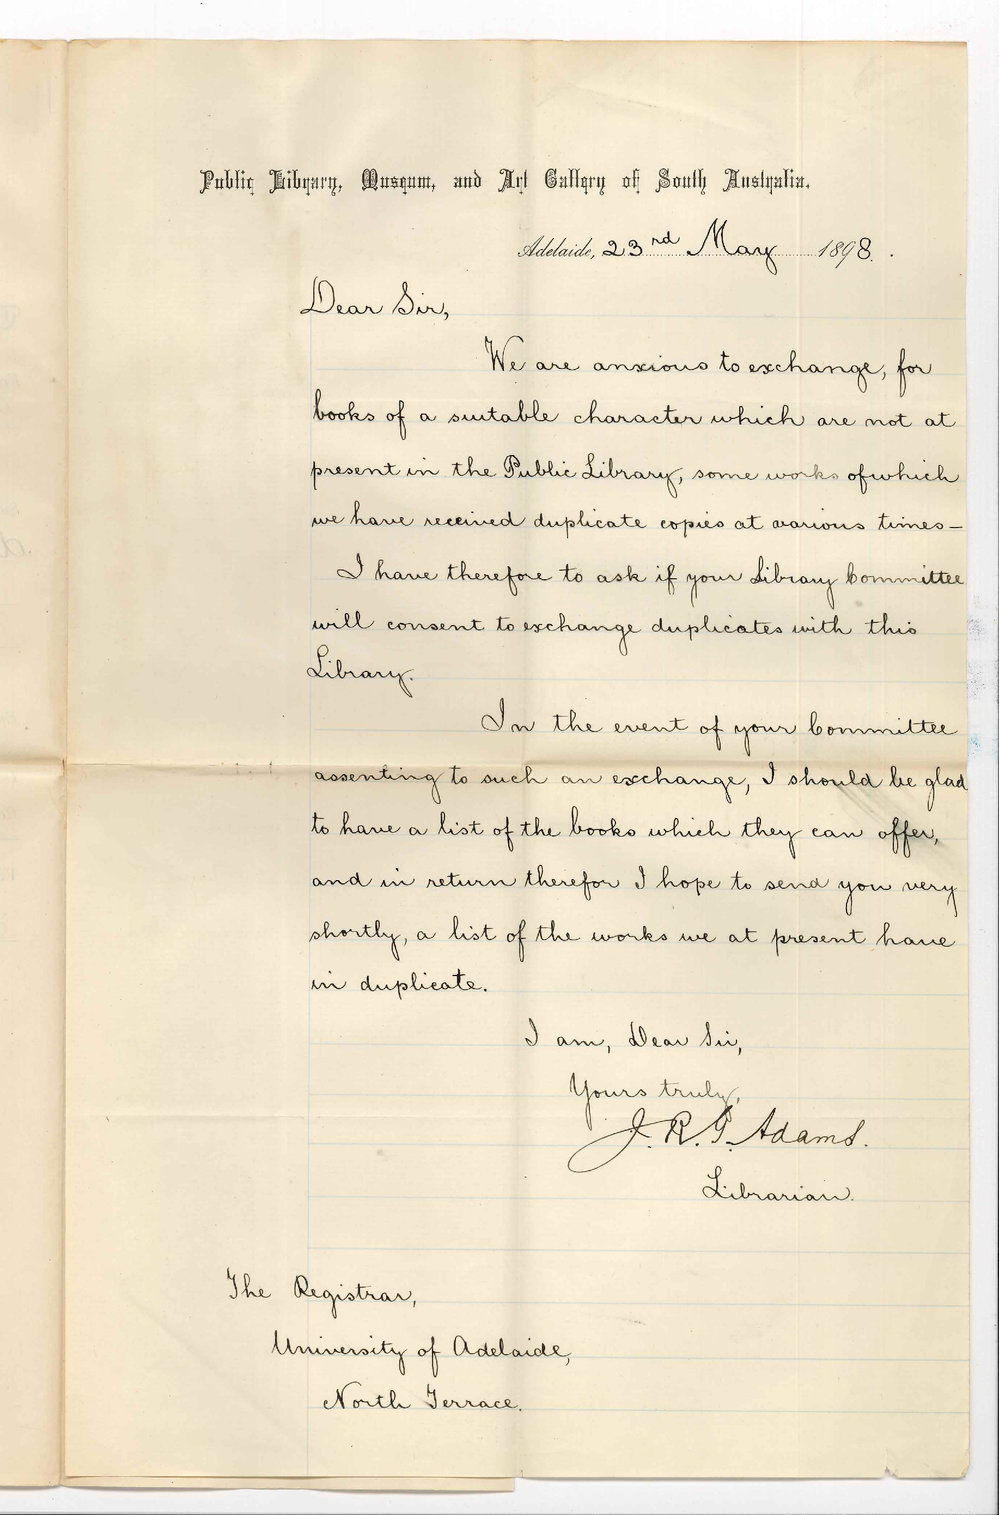 Public Library, Museum, and Art Gallery of South Australia.
Adelaide, 23rd May 1898.
Dear Sir,
We are anxious to exchange, for
books of a suitable character which are not at
present in the Public Library, some works of which
we have received duplicate copies at various times—
I have therefore to ask if your Library Committee
will consent to exchange duplicates with this
Library.
In the event of your Committee
assenting to such an exchange, I should be glad
to have a list of the books which they can offer,
and in return therefor I hope to send you very
shortly, a list of the works we at present have
in duplicate.
I am, Dear Sir,
Yours truly,
J. R. G. Adams.
Librarian.
The Registrar,
University of Adelaide,
North Terrace.